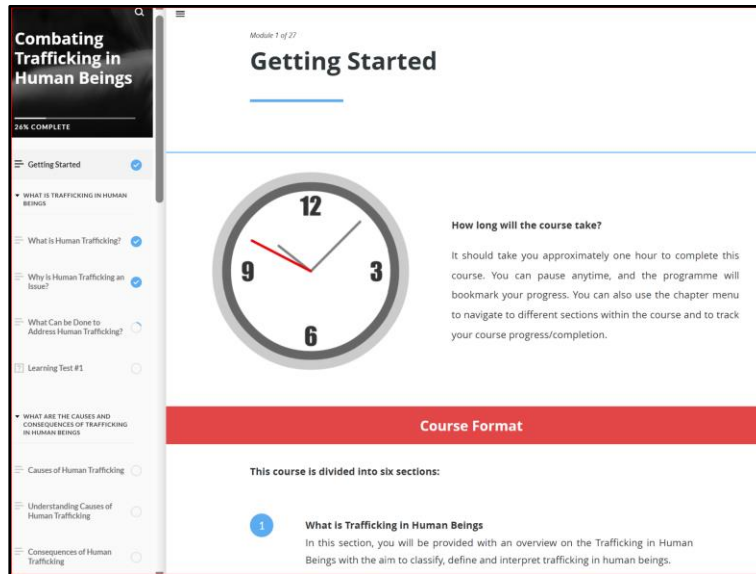 Combating
Trafficking in
Human Beings
26% COMPLETE
Getting Started
WHAT IS TRAFFICKING IN HUMAN
BEINGS
What is Human Trafficking?
Why Is Human Trafficking an
Issue?
What Can be Done to
Address Human Trafficking?
Learning Test #1
WHAT ARE THE CAUSES AND
CONSEQUENCES OF TRAFFICKING
IN HUMAN BEINGS
Causes of Human Trafficking
Understanding Causes of
Human Trafficking
Consequences of Human
Trafficking
Module 1 of 27
Getting Started
12
3
6
9
How long will the course take?
It should take you approximately one hour to complete this
course. You can pause anytime, and the programme will
bookmark your progress. You can also use the chapter menu
to navigate to different sections within the course and to track
your course progress/completion.
Course Format
This course is divided into six sections:
1
What is Trafficking in Human Beings
In this section, you will be provided with an overview on the Trafficking in Human
Beings with the aim to classify, define and interpret trafficking in human beings.